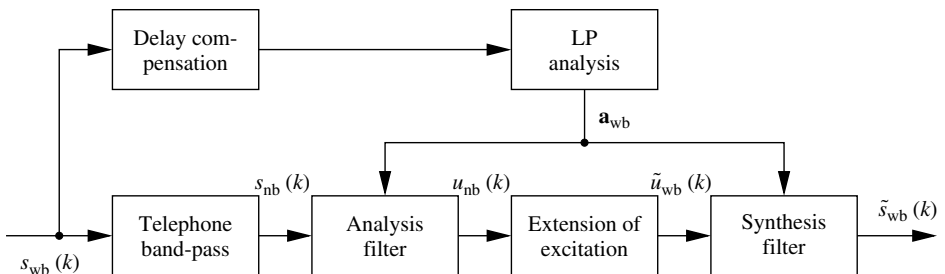 Delay com-
pensation
LP
analysis
a_wb
s_nb (k)
u_nb (k)
ũ_wb (k)
s̃_wb (k)
Telephone
band-pass
Analysis
filter
Extension of
excitation
Synthesis
filter
s_wb (k)